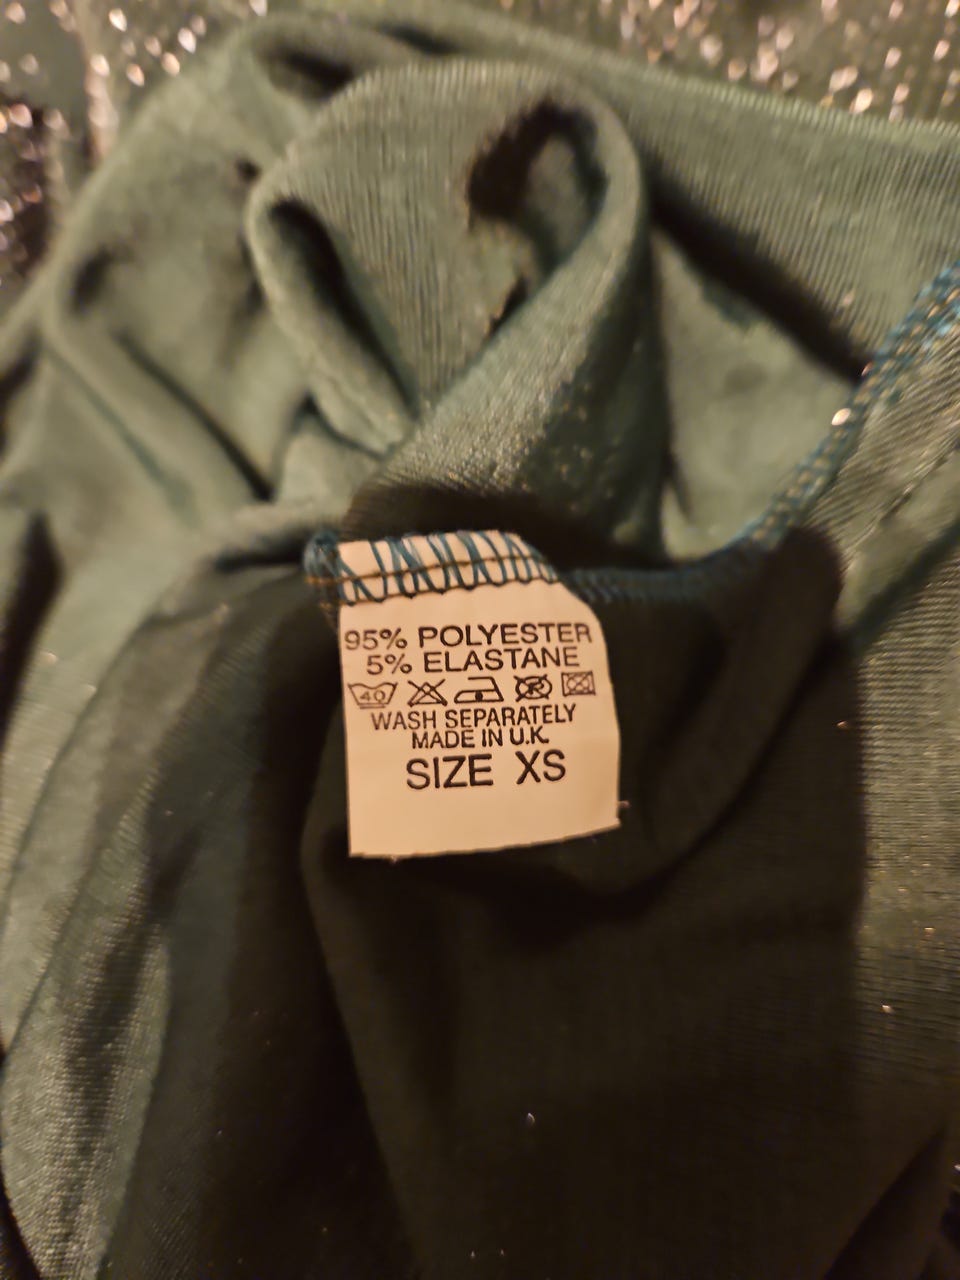 95% POLYESTER
5% ELASTANE
40
WASH SEPARATELY
MADE IN U.K.
SIZE XS